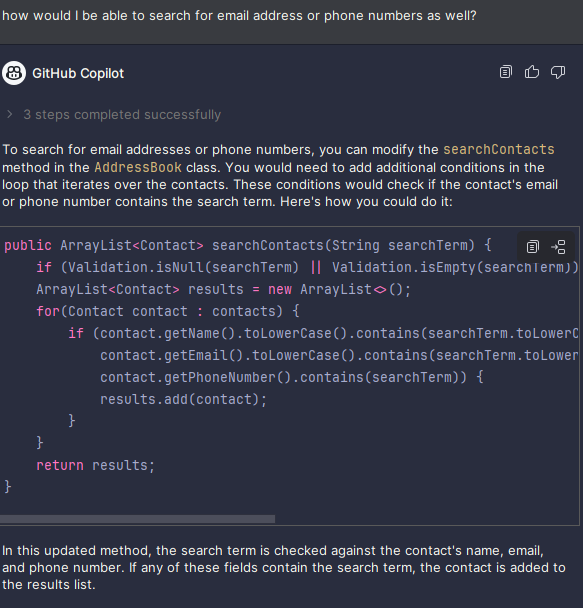 how would I be able to search for email address or phone numbers as well?
GitHub Copilot
3 steps completed successfully
To search for email addresses or phone numbers, you can modify the searchContacts
method in the AddressBook class. You would need to add additional conditions in the
loop that iterates over the contacts. These conditions would check if the contact's email
or phone number contains the search term. Here's how you could do it:
public ArrayList<Contact> searchContacts(String searchTerm) {
if (Validation.isNull(searchTerm) || Validation.isEmpty(searchTerm))
ArrayList<Contact> results = new ArrayList<>();
for(Contact contact : contacts) {
if (contact.getName().toLowerCase().contains(searchTerm.toLowerC
contact.getEmail().toLowerCase().contains(searchTerm.toLower
contact.getPhoneNumber().contains(searchTerm)) {
results.add(contact);
}
}
return results;
}
In this updated method, the search term is checked against the contact's name, email,
and phone number. If any of these fields contain the search term, the contact is added to
the results list.